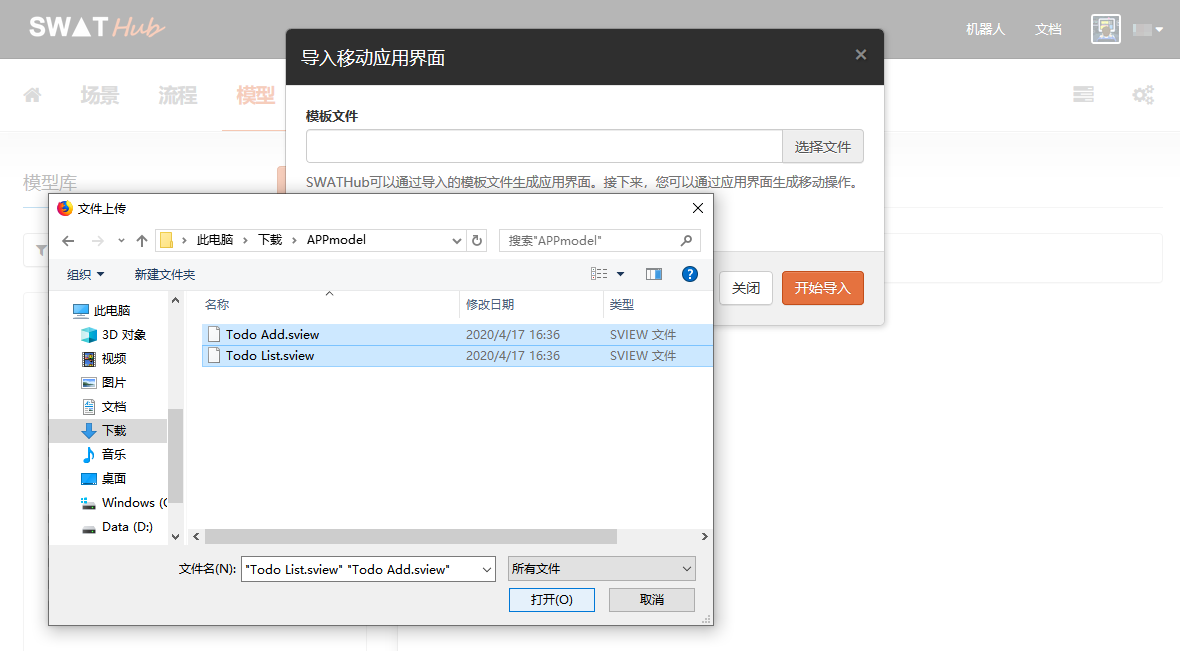 SWAT Hub
机器人
文档
导入移动应用界面
×
场景
流程
模型
模板文件
选择文件
SWATHub可以通过导入的模板文件生成应用界面。接下来，您可以通过应用界面生成移动操作。
模型库
关闭
开始导入
文件上传
此电脑
下载
APPmodel
搜索"APPmodel"
组织
新建文件夹
?
名称
修改日期
类型
此电脑
3D 对象
视频
图片
文档
下载
音乐
桌面
Windows (C
Data (D:)
Todo Add.sview 2020/4/17 16:36 SVIEW 文件
Todo List.sview 2020/4/17 16:36 SVIEW 文件
文件名(N):
"Todo List.sview" "Todo Add.sview"
所有文件
打开(O)
取消